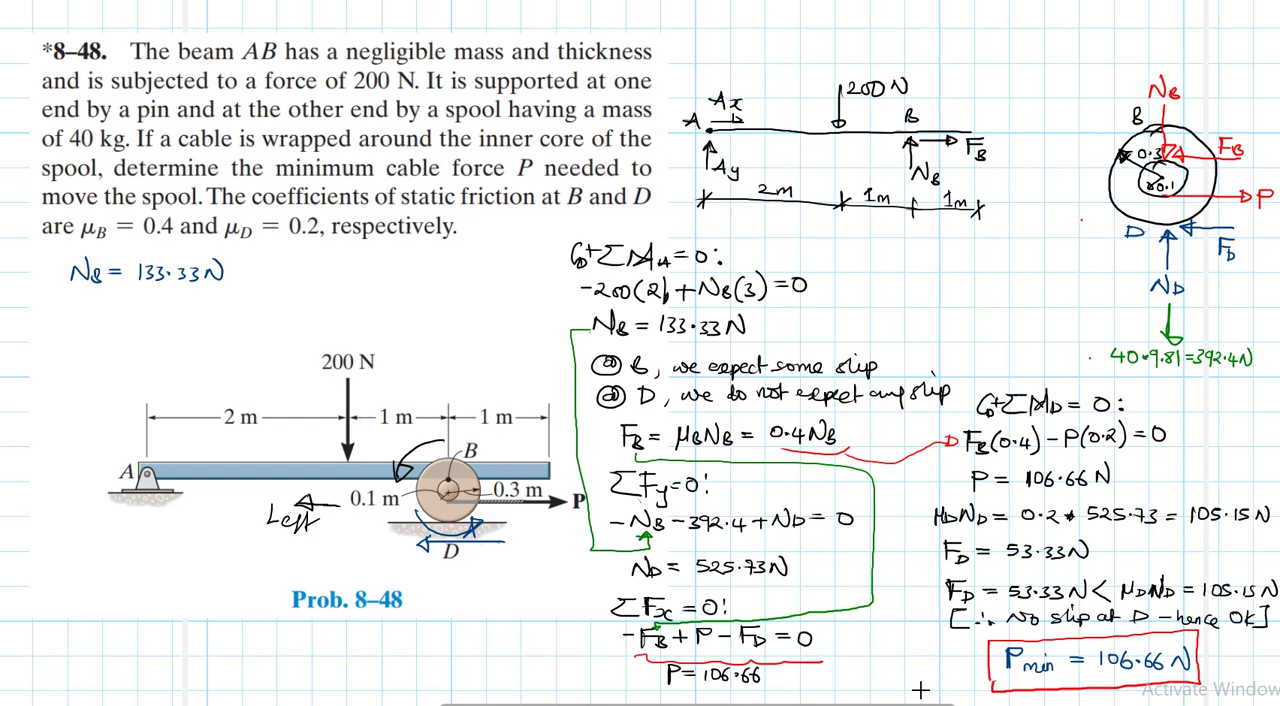 *8–48. The beam AB has a negligible mass and thickness
and is subjected to a force of 200 N. It is supported at one
end by a pin and at the other end by a spool having a mass
of 40 kg. If a cable is wrapped around the inner core of the
spool, determine the minimum cable force P needed to
move the spool. The coefficients of static friction at B and D
are μB = 0.4 and μD = 0.2, respectively.
NB = 133.33N
200 N
2 m
1 m
1 m
A
B
0.1 m
0.3 m
P
Left
D
Prob. 8–48
Ax
200N
A
B
FB
Ay
NB
2m
1m
1m
NB
B
0.3
FB
0.1
P
D
FD
ND
40*9.81=392.4N
+ΣMA=0:
-200(2)+NB(3)=0
NB=133.33N
@ B, we expect some slip
@ D, we do not expect any slip
FB=μBNB=0.4NB
ΣFy=0:
-NB-392.4+ND=0
ND=525.73N
ΣFx=0:
-FB+P-FD=0
P=106.66
+ΣMD=0:
FB(0.4)-P(0.2)=0
P=106.66 N
μDND=0.2*525.73=105.15N
FD=53.33N
FD=53.33N<μDND=105.15N
[∴ No slip at D - hence OK]
Pmin=106.66 N
Activate Window